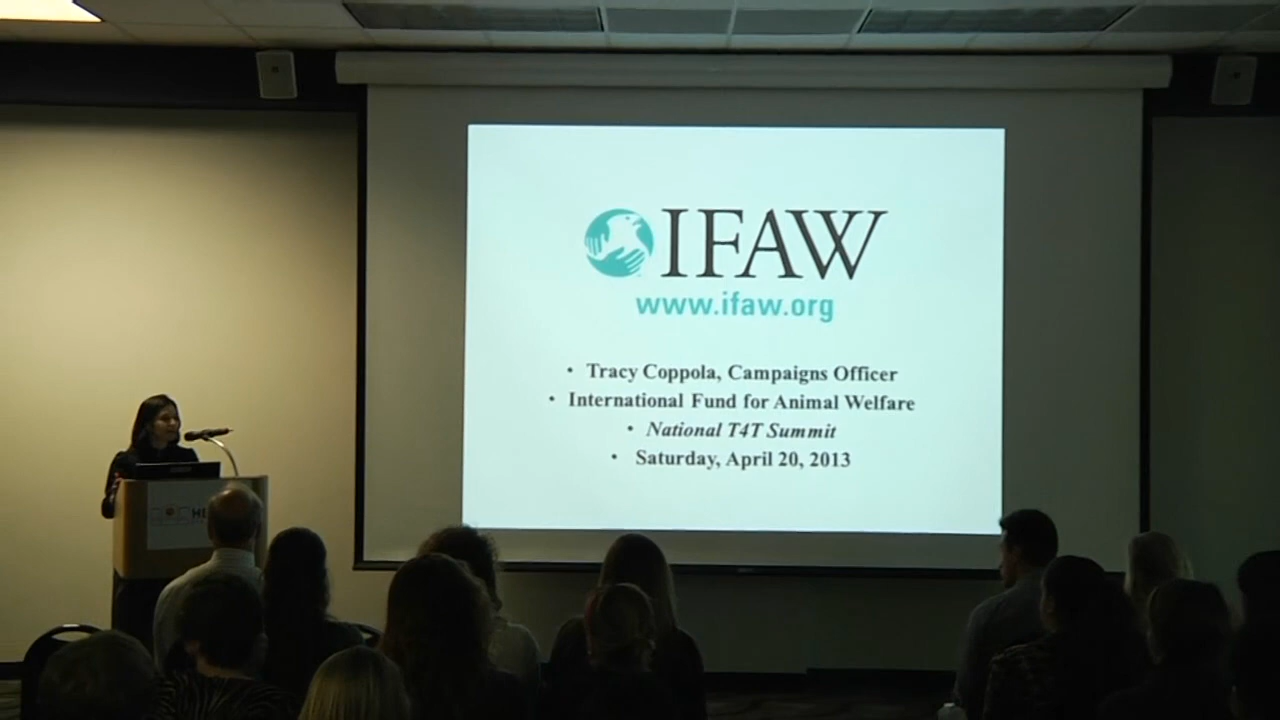 IFAW
www.ifaw.org
• Tracy Coppola, Campaigns Officer
• International Fund for Animal Welfare
• National T4T Summit
• Saturday, April 20, 2013